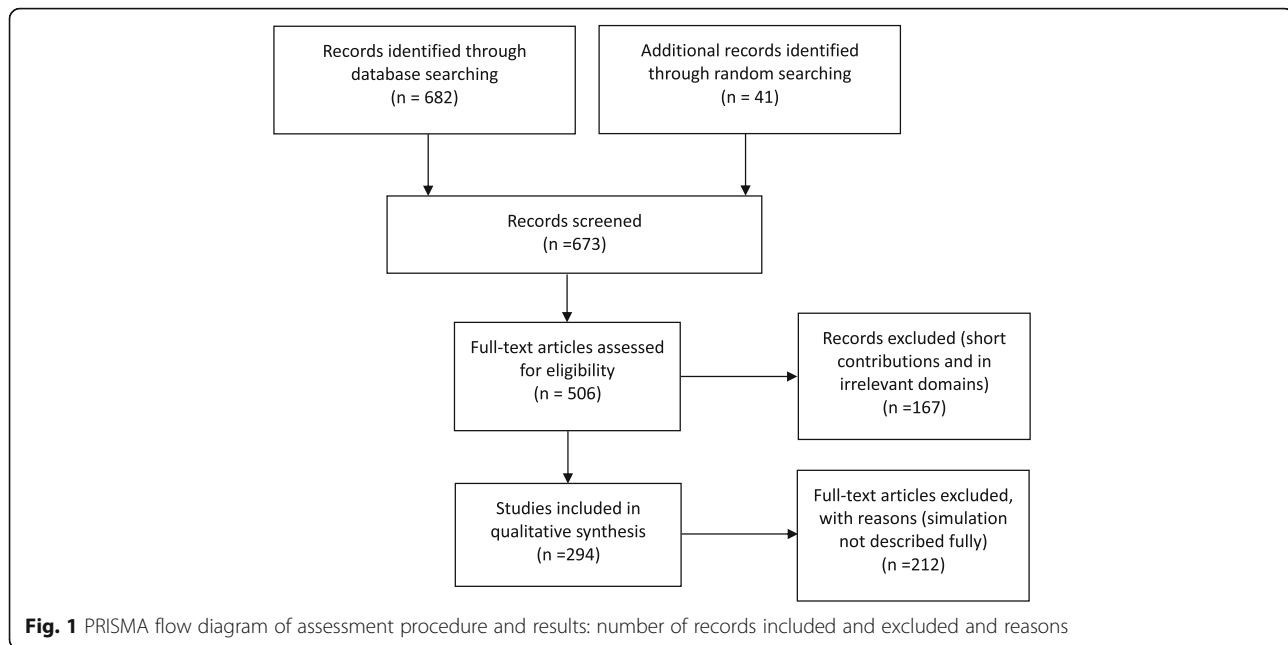 Records identified through
database searching
(n = 682)
Additional records identified
through random searching
(n = 41)
Records screened
(n =673)
Full-text articles assessed
for eligibility
(n = 506)
Records excluded (short
contributions and in
irrelevant domains)
(n =167)
Studies included in
qualitative synthesis
(n =294)
Full-text articles excluded,
with reasons (simulation
not described fully)
(n =212)
Fig. 1 PRISMA flow diagram of assessment procedure and results: number of records included and excluded and reasons